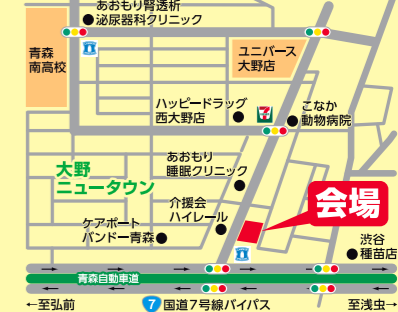 あおもり腎透析
泌尿器科クリニック
青森
南高校
ユニバース
大野店
ハッピードラッグ
西大野店
7
こなか
動物病院
あおもり
睡眠クリニック
大野
ニュータウン
介援会
ハイレール
会場
ケアポート
バンドー青森
渋谷
種苗店
青森自動車道
←至弘前
7 国道7号線バイパス
至浅虫→